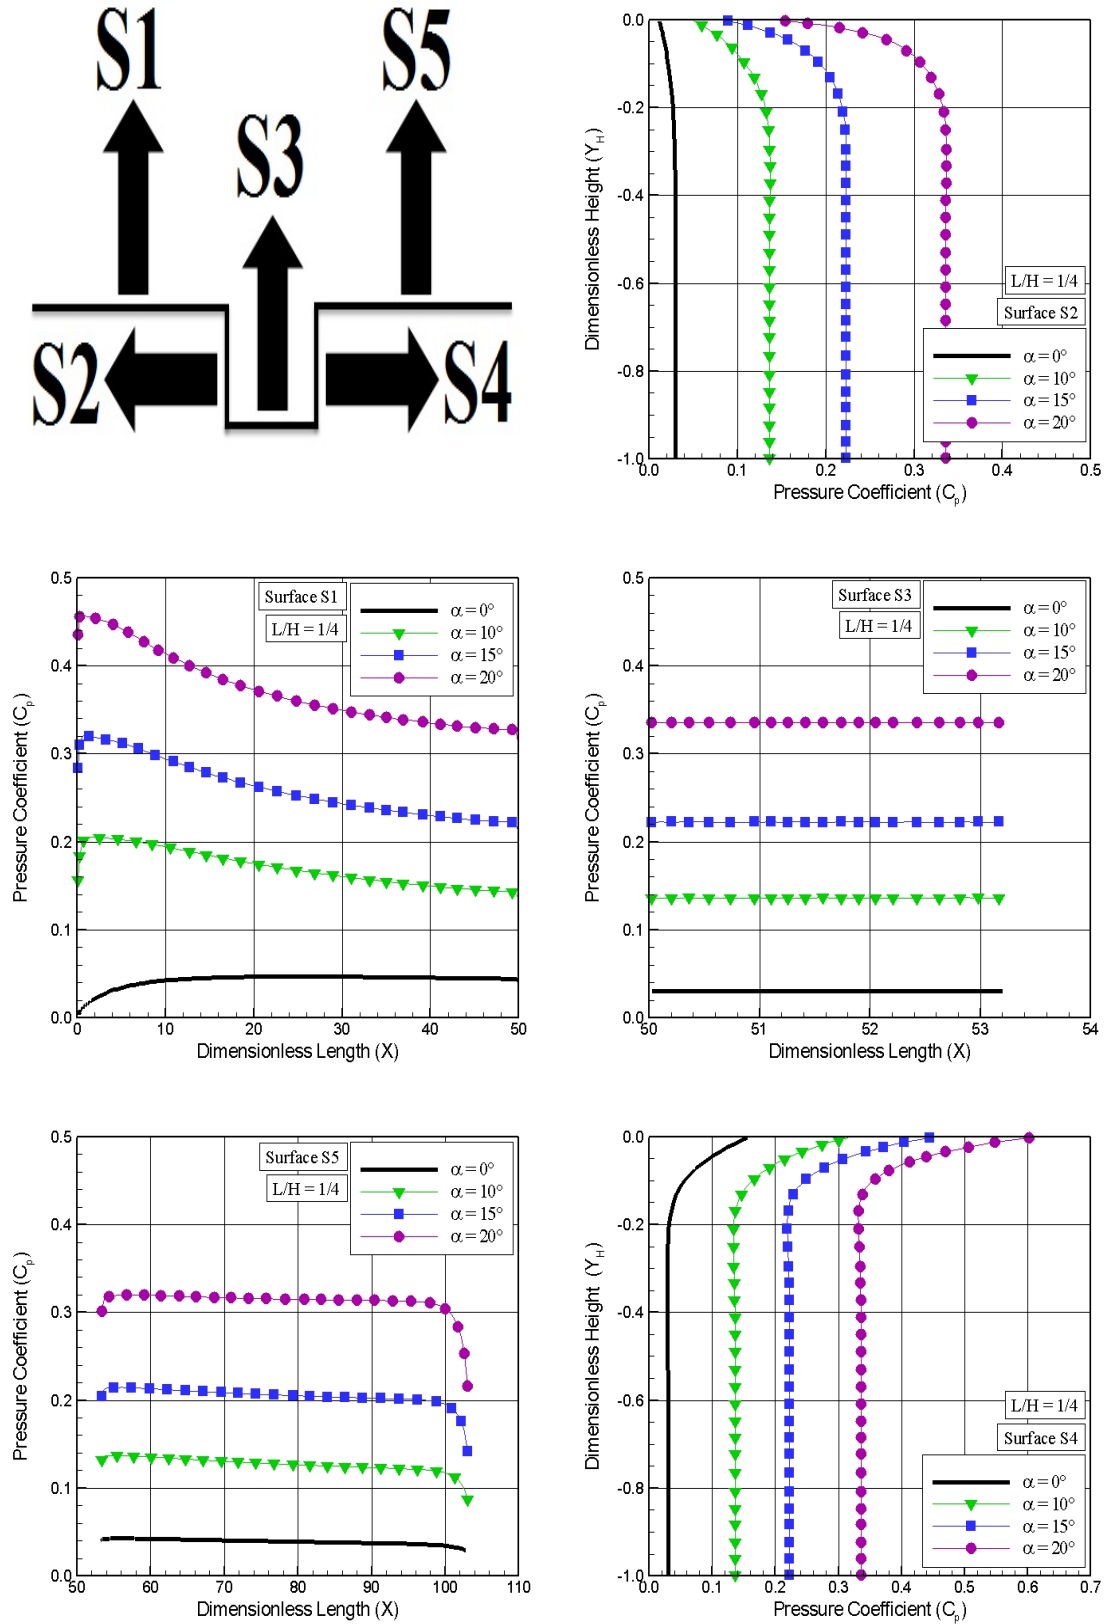 S1
S5
S3
S2
S4
0.0
-0.2
-0.4
-0.6
-0.8
-1.0
Dimensionless Height (Y_H)
L/H = 1/4
Surface S2
α = 0°
α = 10°
α = 15°
α = 20°
0.0 0.1 0.2 0.3 0.4 0.5
Pressure Coefficient (C_p)
0.5
0.4
0.3
0.2
0.1
0.0
Pressure Coefficient (C_p)
Surface S1
L/H = 1/4
α = 0°
α = 10°
α = 15°
α = 20°
0 10 20 30 40 50
Dimensionless Length (X)
0.5
0.4
0.3
0.2
0.1
0.0
Pressure Coefficient (C_p)
Surface S3
L/H = 1/4
α = 0°
α = 10°
α = 15°
α = 20°
50 51 52 53 54
Dimensionless Length (X)
0.5
0.4
0.3
0.2
0.1
0.0
Pressure Coefficient (C_p)
Surface S5
L/H = 1/4
α = 0°
α = 10°
α = 15°
α = 20°
50 60 70 80 90 100 110
Dimensionless Length (X)
0.0
-0.2
-0.4
-0.6
-0.8
-1.0
Dimensionless Height (Y_H)
L/H = 1/4
Surface S4
α = 0°
α = 10°
α = 15°
α = 20°
0.0 0.1 0.2 0.3 0.4 0.5 0.6 0.7
Pressure Coefficient (C_p)